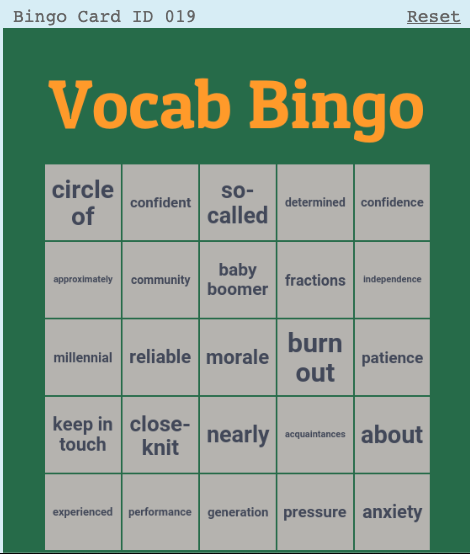 Bingo Card ID 019
Reset
Vocab Bingo
circle
of
confident
so-
called
determined
confidence
approximately
community
baby
boomer
fractions
independence
millennial
reliable
morale
burn
out
patience
keep in
touch
close-
knit
nearly
acquaintances
about
experienced
performance
generation
pressure
anxiety